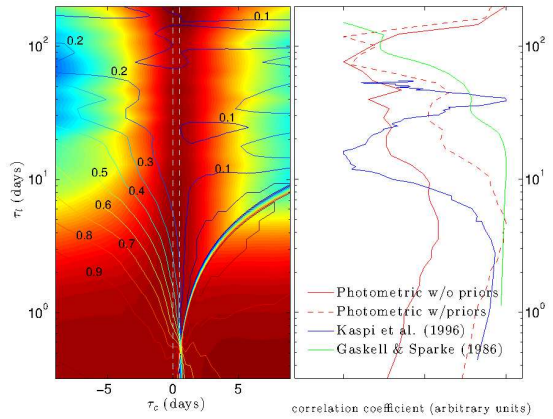 10²
10¹
10⁰
τₗ (days)
0.2
0.1
0.2
0.1
0.3
0.1
0.5
0.4
0.6
0.8
0.7
0.9
−5 0 5
τ꜀ (days)
Photometric w/o priors
Photometric w/priors
Kaspi et al. (1996)
Gaskell & Sparke (1986)
10²
10¹
10⁰
correlation coefficient (arbitrary units)